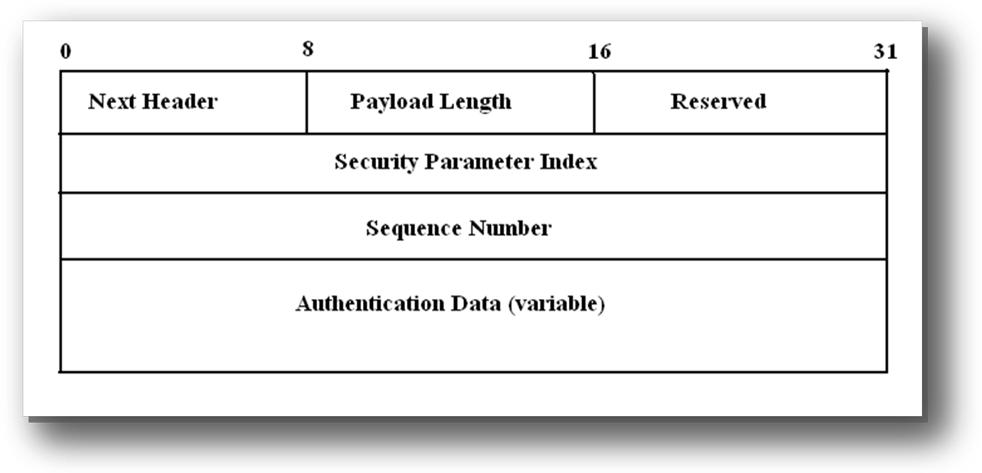 0 8 16 31
Next Header Payload Length Reserved
Security Parameter Index
Sequence Number
Authentication Data (variable)